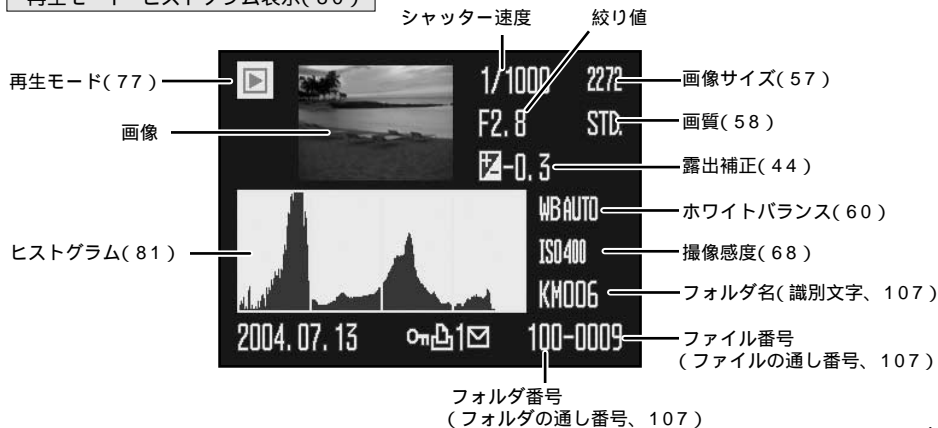 再生モード ヒストグラム表示(80)
シャッター速度
絞り値
再生モード(77)
1/1000
2272
画像サイズ(57)
画像
F2.8
STD.
画質(58)
-0.3
露出補正(44)
WB AUTO
ホワイトバランス(60)
ヒストグラム(81)
ISO400
撮像感度(68)
KM006
フォルダ名(識別文字、107)
2004.07.13
1
100-0009
ファイル番号
(ファイルの通し番号、107)
フォルダ番号
(フォルダの通し番号、107)